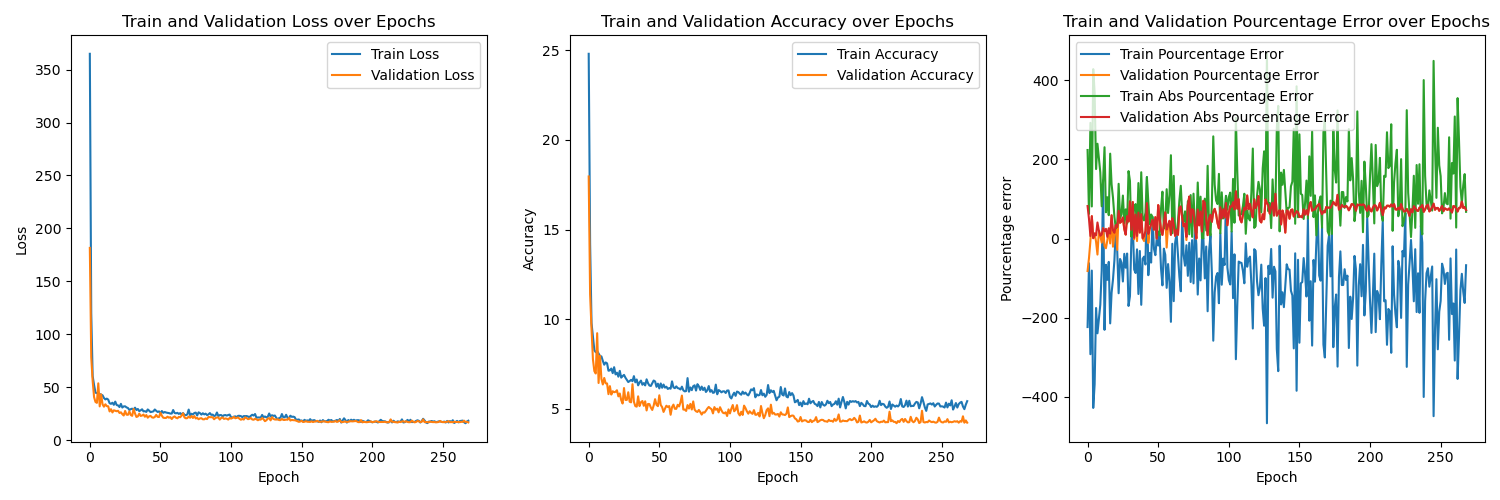 Train and Validation Loss over Epochs
Train Loss
Validation Loss
350
300
250
200
150
100
50
0
Loss
0 50 100 150 200 250
Epoch
Train and Validation Accuracy over Epochs
Train Accuracy
Validation Accuracy
25
20
15
10
5
Accuracy
0 50 100 150 200 250
Epoch
Train and Validation Pourcentage Error over Epochs
Train Pourcentage Error
Validation Pourcentage Error
Train Abs Pourcentage Error
Validation Abs Pourcentage Error
400
200
0
−200
−400
Pourcentage error
0 50 100 150 200 250
Epoch